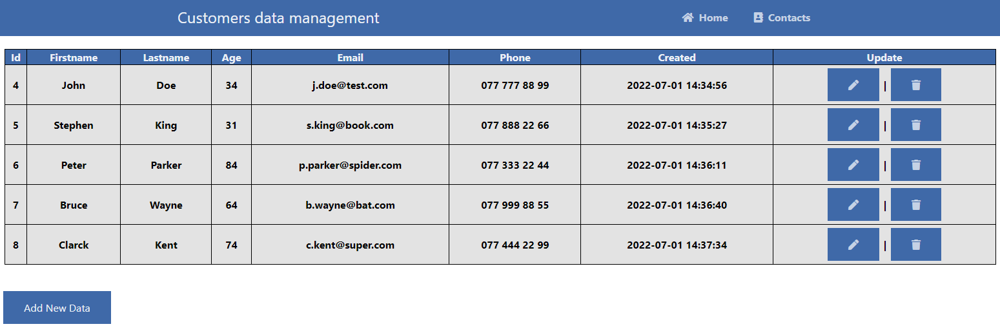 Customers data management Home Contacts
Id Firstname Lastname Age Email Phone Created Update
4 John Doe 34 j.doe@test.com 077 777 88 99 2022-07-01 14:34:56 |
5 Stephen King 31 s.king@book.com 077 888 22 66 2022-07-01 14:35:27 |
6 Peter Parker 84 p.parker@spider.com 077 333 22 44 2022-07-01 14:36:11 |
7 Bruce Wayne 64 b.wayne@bat.com 077 999 88 55 2022-07-01 14:36:40 |
8 Clarck Kent 74 c.kent@super.com 077 444 22 99 2022-07-01 14:37:34 |
Add New Data